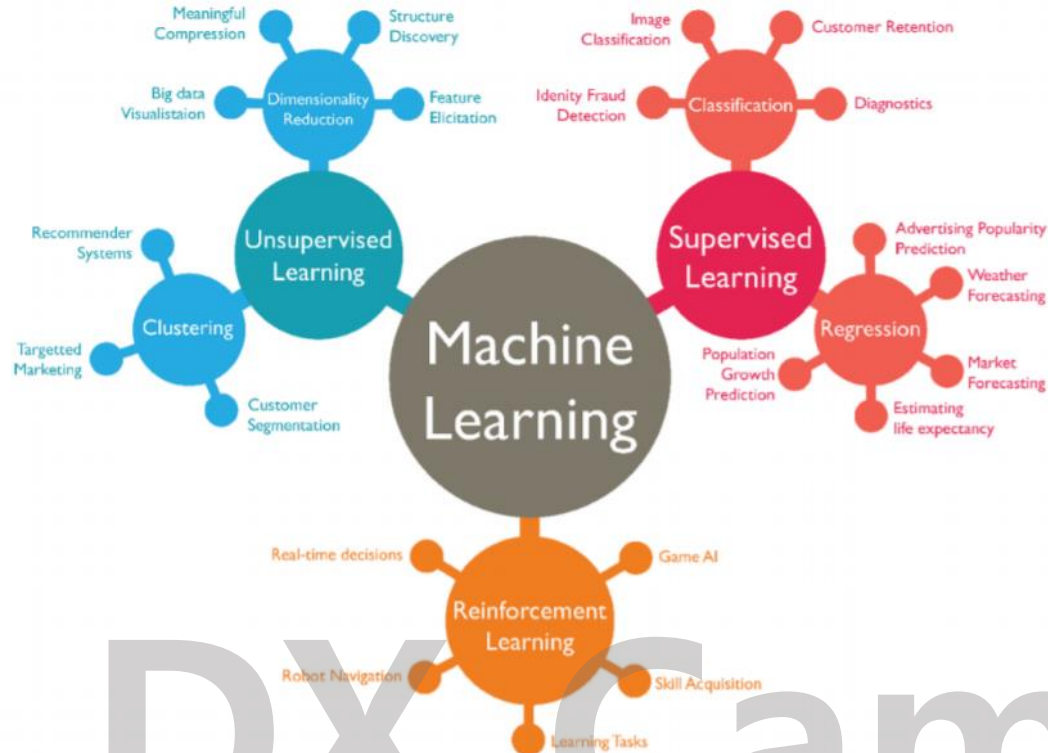 Meaningful
Compression
Structure
Discovery
Big data
Visualistaion
Dimensionality
Reduction
Feature
Elicitation
Image
Classification
Customer Retention
Idenity Fraud
Detection
Classification
Diagnostics
Recommender
Systems
Unsupervised
Learning
Clustering
Targetted
Marketing
Customer
Segmentation
Machine
Learning
Supervised
Learning
Advertising Popularity
Prediction
Weather
Forecasting
Regression
Population
Growth
Prediction
Market
Forecasting
Estimating
life expectancy
Real-time decisions
Game AI
Reinforcement
Learning
Robot Navigation
Skill Acquisition
Learning Tasks
DX Cam